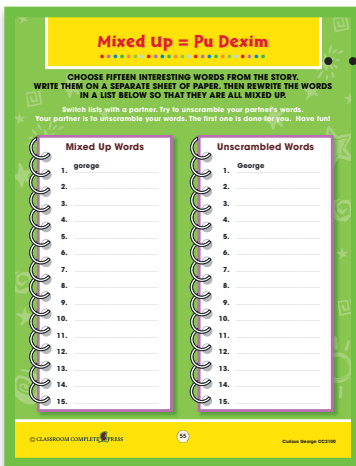 Mixed Up = Pu Dexim
CHOOSE FIFTEEN INTERESTING WORDS FROM THE STORY.
WRITE THEM ON A SEPARATE SHEET OF PAPER. THEN REWRITE THE WORDS
IN A LIST BELOW SO THAT THEY ARE ALL MIXED UP.
Switch lists with a partner. Try to unscramble your partner's words.
Your partner is to unscramble your words. The first one is done for you. Have fun!
Mixed Up Words
1. gorege
2.
3.
4.
5.
6.
7.
8.
9.
10.
11.
12.
13.
14.
15.
Unscrambled Words
1. George
2.
3.
4.
5.
6.
7.
8.
9.
10.
11.
12.
13.
14.
15.
© CLASSROOM COMPLETE PRESS
55
Curious George CC2100